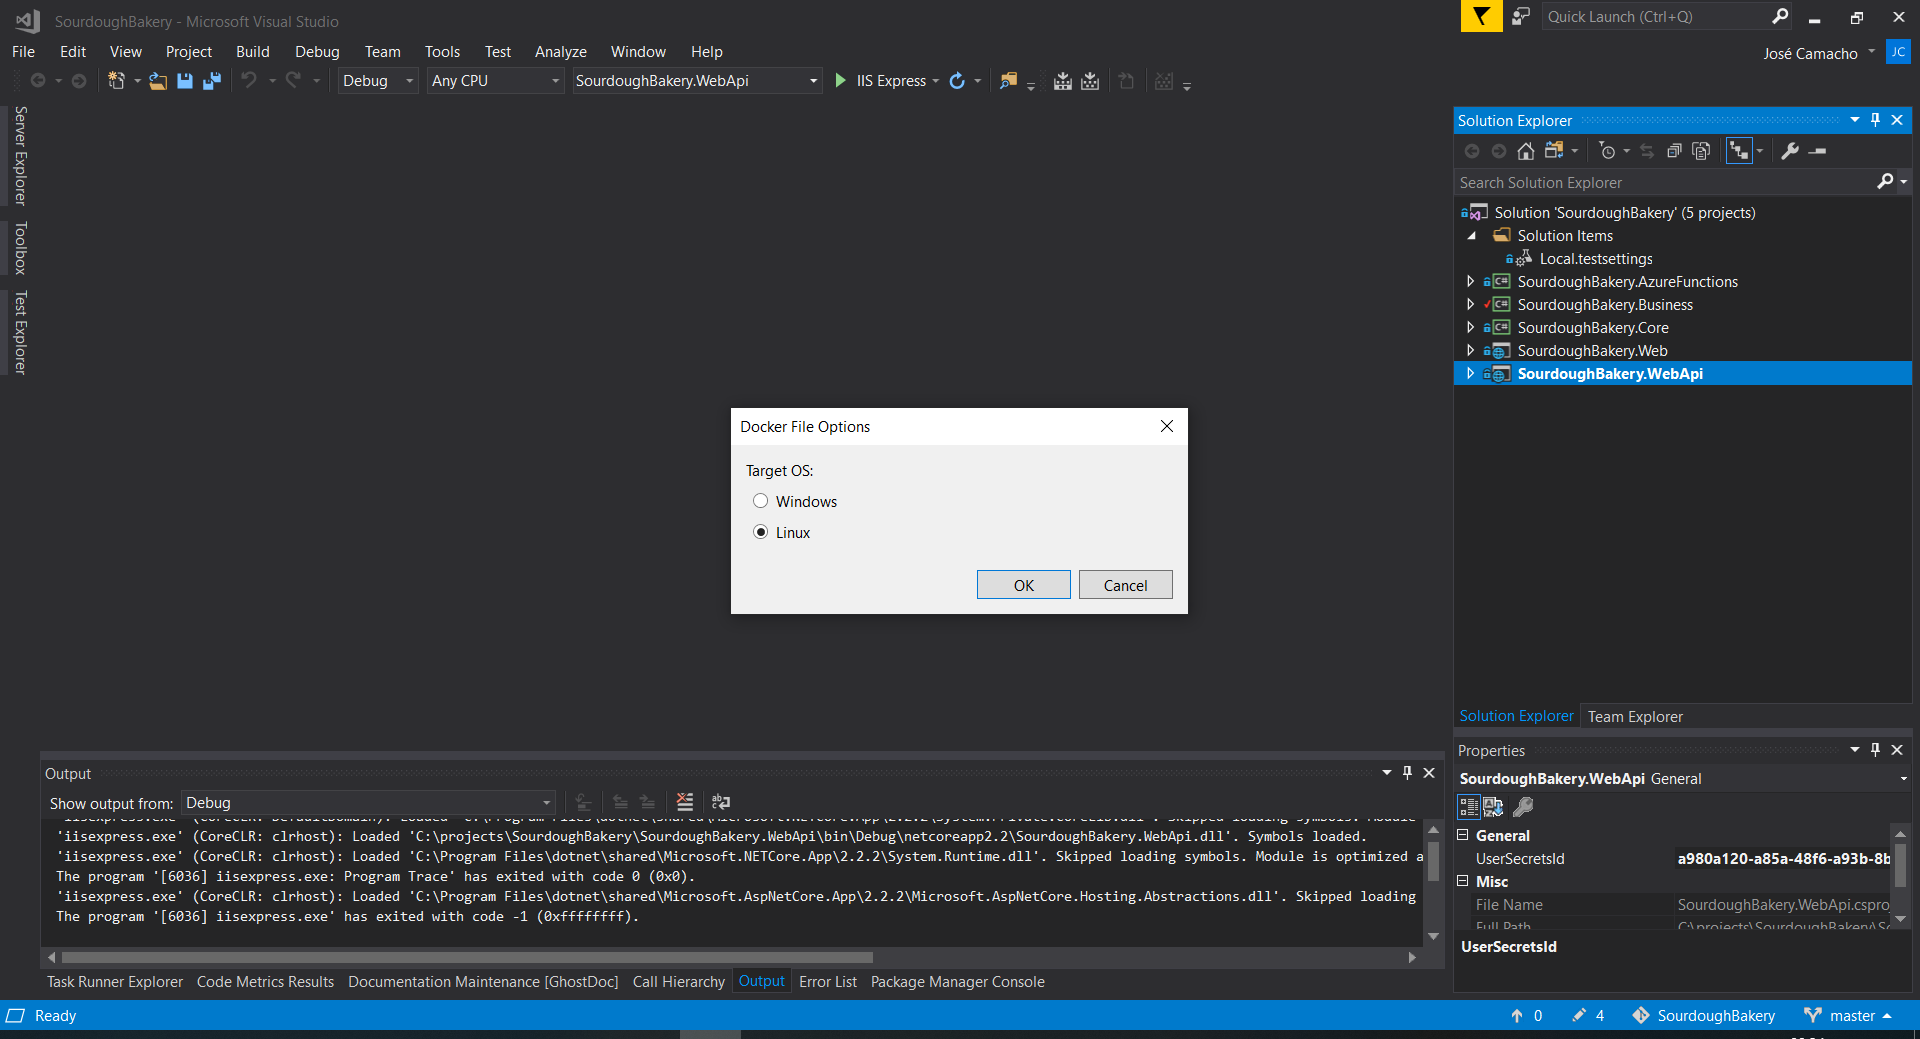 SourdoughBakery - Microsoft Visual Studio
Quick Launch (Ctrl+Q)
File Edit View Project Build Debug Team Tools Test Analyze Window Help
José Camacho
JC
Debug
Any CPU
SourdoughBakery.WebApi
IIS Express
Server Explorer
Toolbox
Test Explorer
Solution Explorer
Search Solution Explorer
Solution 'SourdoughBakery' (5 projects)
Solution Items
Local.testsettings
SourdoughBakery.AzureFunctions
SourdoughBakery.Business
SourdoughBakery.Core
SourdoughBakery.Web
SourdoughBakery.WebApi
Docker File Options
Target OS:
Windows
Linux
OK
Cancel
Solution Explorer Team Explorer
Properties
SourdoughBakery.WebApi General
General
UserSecretsId a980a120-a85a-48f6-a93b-8b
Misc
File Name SourdoughBakery.WebApi.csproj
Full Path C:\projects\SourdoughBakery\So
UserSecretsId
Output
Show output from: Debug
'iisexpress.exe' (CoreCLR: clrhost): Loaded 'C:\projects\SourdoughBakery\SourdoughBakery.WebApi\bin\Debug\netcoreapp2.2\SourdoughBakery.WebApi.dll'. Symbols loaded.
'iisexpress.exe' (CoreCLR: clrhost): Loaded 'C:\Program Files\dotnet\shared\Microsoft.NETCore.App\2.2.2\System.Runtime.dll'. Skipped loading symbols. Module is optimized a
The program '[6036] iisexpress.exe: Program Trace' has exited with code 0 (0x0).
'iisexpress.exe' (CoreCLR: clrhost): Loaded 'C:\Program Files\dotnet\shared\Microsoft.AspNetCore.App\2.2.2\Microsoft.AspNetCore.Hosting.Abstractions.dll'. Skipped loading
The program '[6036] iisexpress.exe' has exited with code -1 (0xffffffff).
Task Runner Explorer Code Metrics Results Documentation Maintenance [GhostDoc] Call Hierarchy Output Error List Package Manager Console
Ready
0
4
SourdoughBakery
master